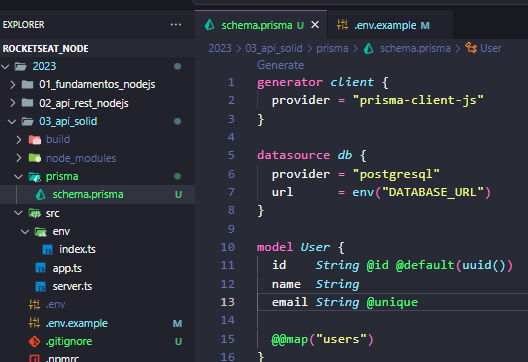 EXPLORER
ROCKETSEAT_NODE
2023
01_fundamentos_nodejs
02_api_rest_nodejs
03_api_solid
build
node_modules
prisma
schema.prisma U
src
env
index.ts
app.ts
server.ts
.env
.env.example M
.gitignore U
.npmrc
schema.prisma U
.env.example M
2023 > 03_api_solid > prisma > schema.prisma > User
Generate
1 generator client {
2 provider = "prisma-client-js"
3 }
4
5 datasource db {
6 provider = "postgresql"
7 url = env("DATABASE_URL")
8 }
9
10 model User {
11 id String @id @default(uuid())
12 name String
13 email String @unique
14
15 @@map("users")
16 }